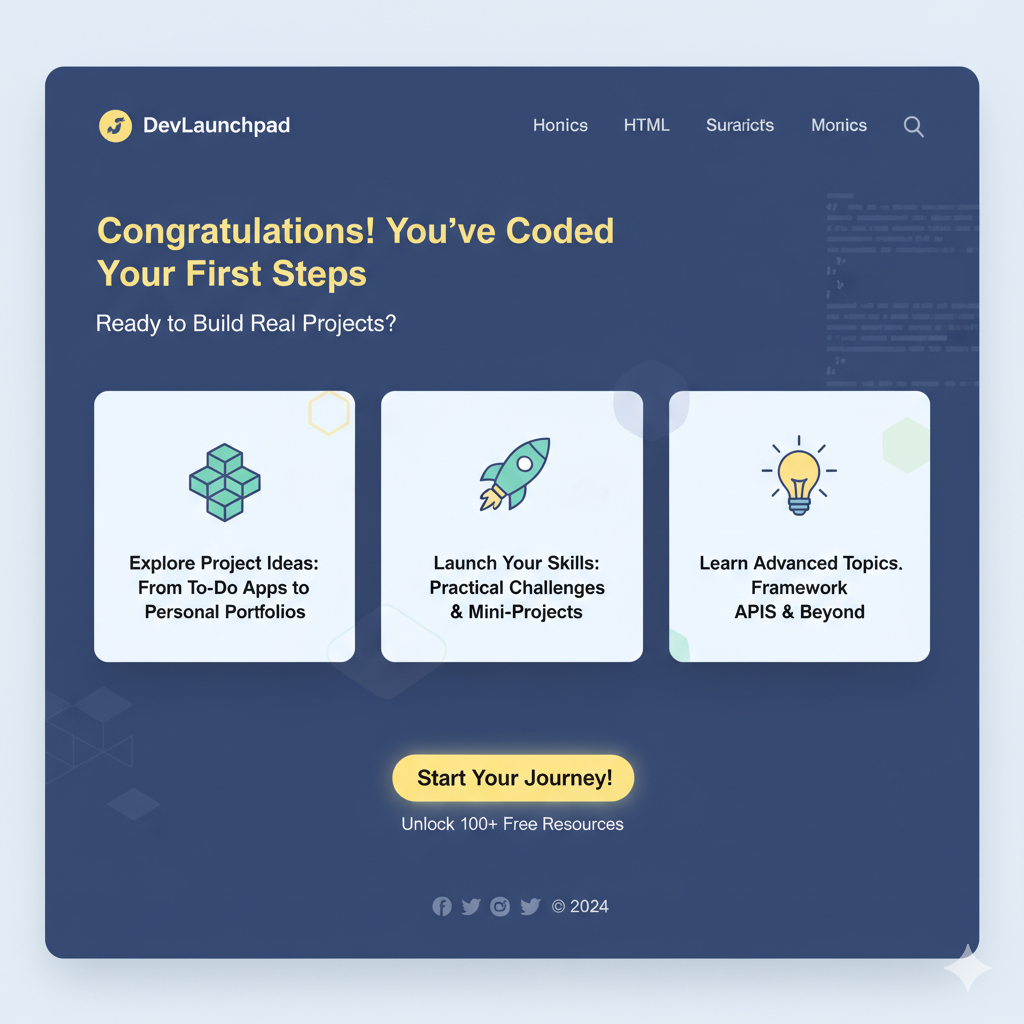 DevLaunchpad
Honics HTML Suraricts Monics
Congratulations! You've Coded
Your First Steps
Ready to Build Real Projects?
Explore Project Ideas:
From To-Do Apps to
Personal Portfolios
Launch Your Skills:
Practical Challenges
& Mini-Projects
Learn Advanced Topics.
Framework
APIS & Beyond
Start Your Journey!
Unlock 100+ Free Resources
© 2024